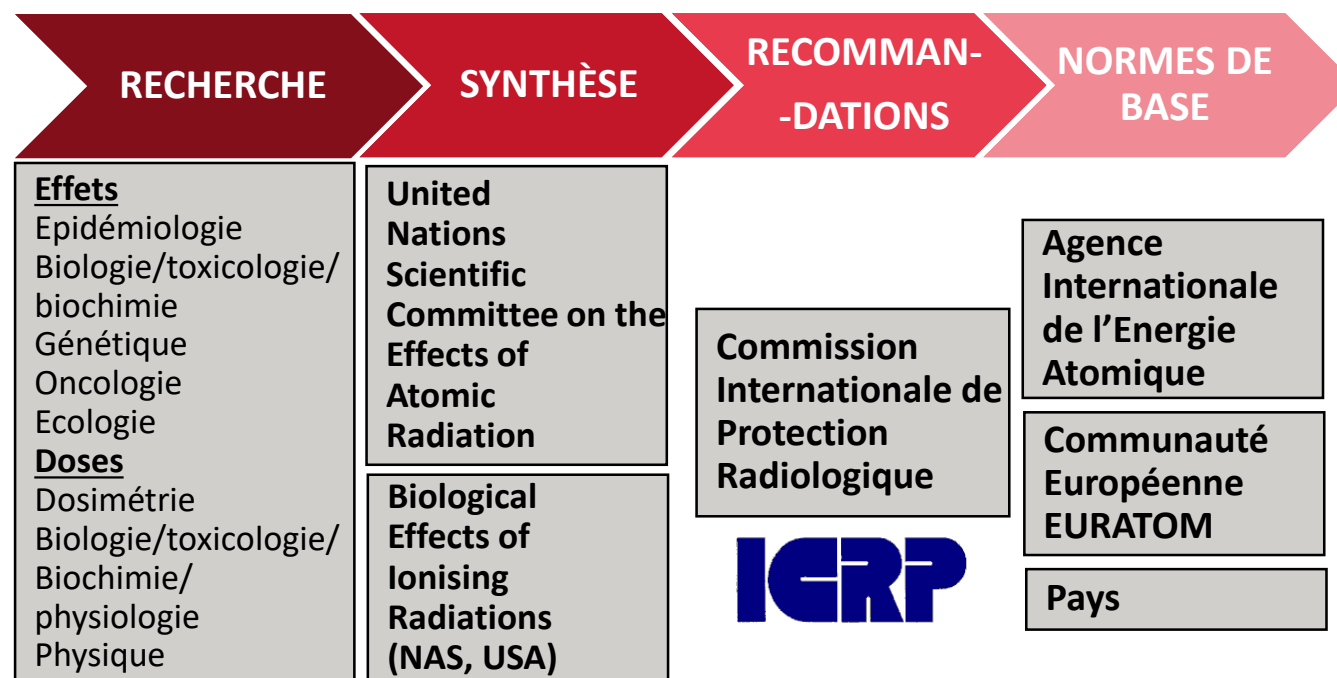 RECHERCHE
SYNTHÈSE
RECOMMAN-
-DATIONS
NORMES DE
BASE
Effets
Epidémiologie
Biologie/toxicologie/
biochimie
Génétique
Oncologie
Ecologie
Doses
Dosimétrie
Biologie/toxicologie/
Biochimie/
physiologie
Physique
United
Nations
Scientific
Committee on the
Effects of
Atomic
Radiation
Biological
Effects of
Ionising
Radiations
(NAS, USA)
Commission
Internationale de
Protection
Radiologique
ICRP
Agence
Internationale
de l’Energie
Atomique
Communauté
Européenne
EURATOM
Pays